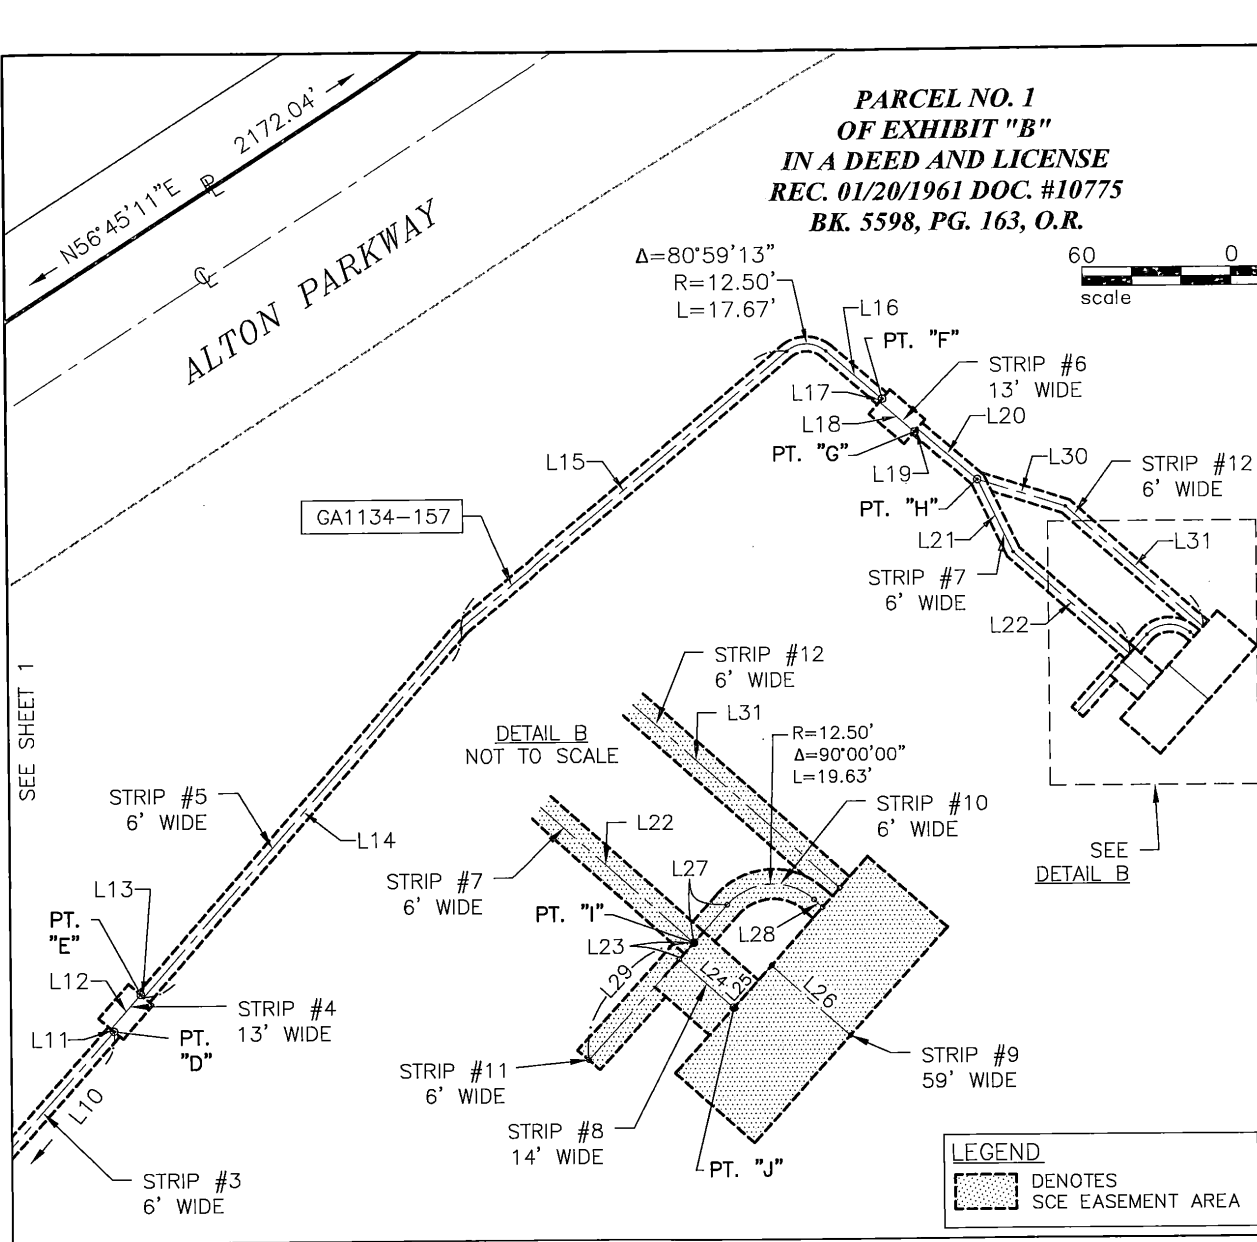 PARCEL NO. 1
OF EXHIBIT "B"
IN A DEED AND LICENSE
REC. 01/20/1961 DOC. #10775
BK. 5598, PG. 163, O.R.
N56°45'11"E
PL
2172.04'
CL
ALTON PARKWAY
Δ=80°59'13"
R=12.50'
L=17.67'
60
0
scale
L16
PT. "F"
STRIP #6
13' WIDE
L17
L18
L20
PT. "G"
L19
L30
STRIP #12
6' WIDE
L15
GA1134-157
PT. "H"
L21
L31
STRIP #7
6' WIDE
L22
SEE SHEET 1
STRIP #12
6' WIDE
DETAIL B
NOT TO SCALE
L31
R=12.50'
Δ=90°00'00"
L=19.63'
STRIP #5
6' WIDE
L14
L22
STRIP #10
6' WIDE
SEE
DETAIL B
STRIP #7
6' WIDE
L27
PT. "I"
L23
L28
L13
PT.
"E"
L12
L29
L24
L25
L26
STRIP #4
13' WIDE
L11
PT.
"D"
STRIP #9
59' WIDE
STRIP #11
6' WIDE
L10
STRIP #8
14' WIDE
PT. "J"
STRIP #3
6' WIDE
LEGEND
DENOTES
SCE EASEMENT AREA